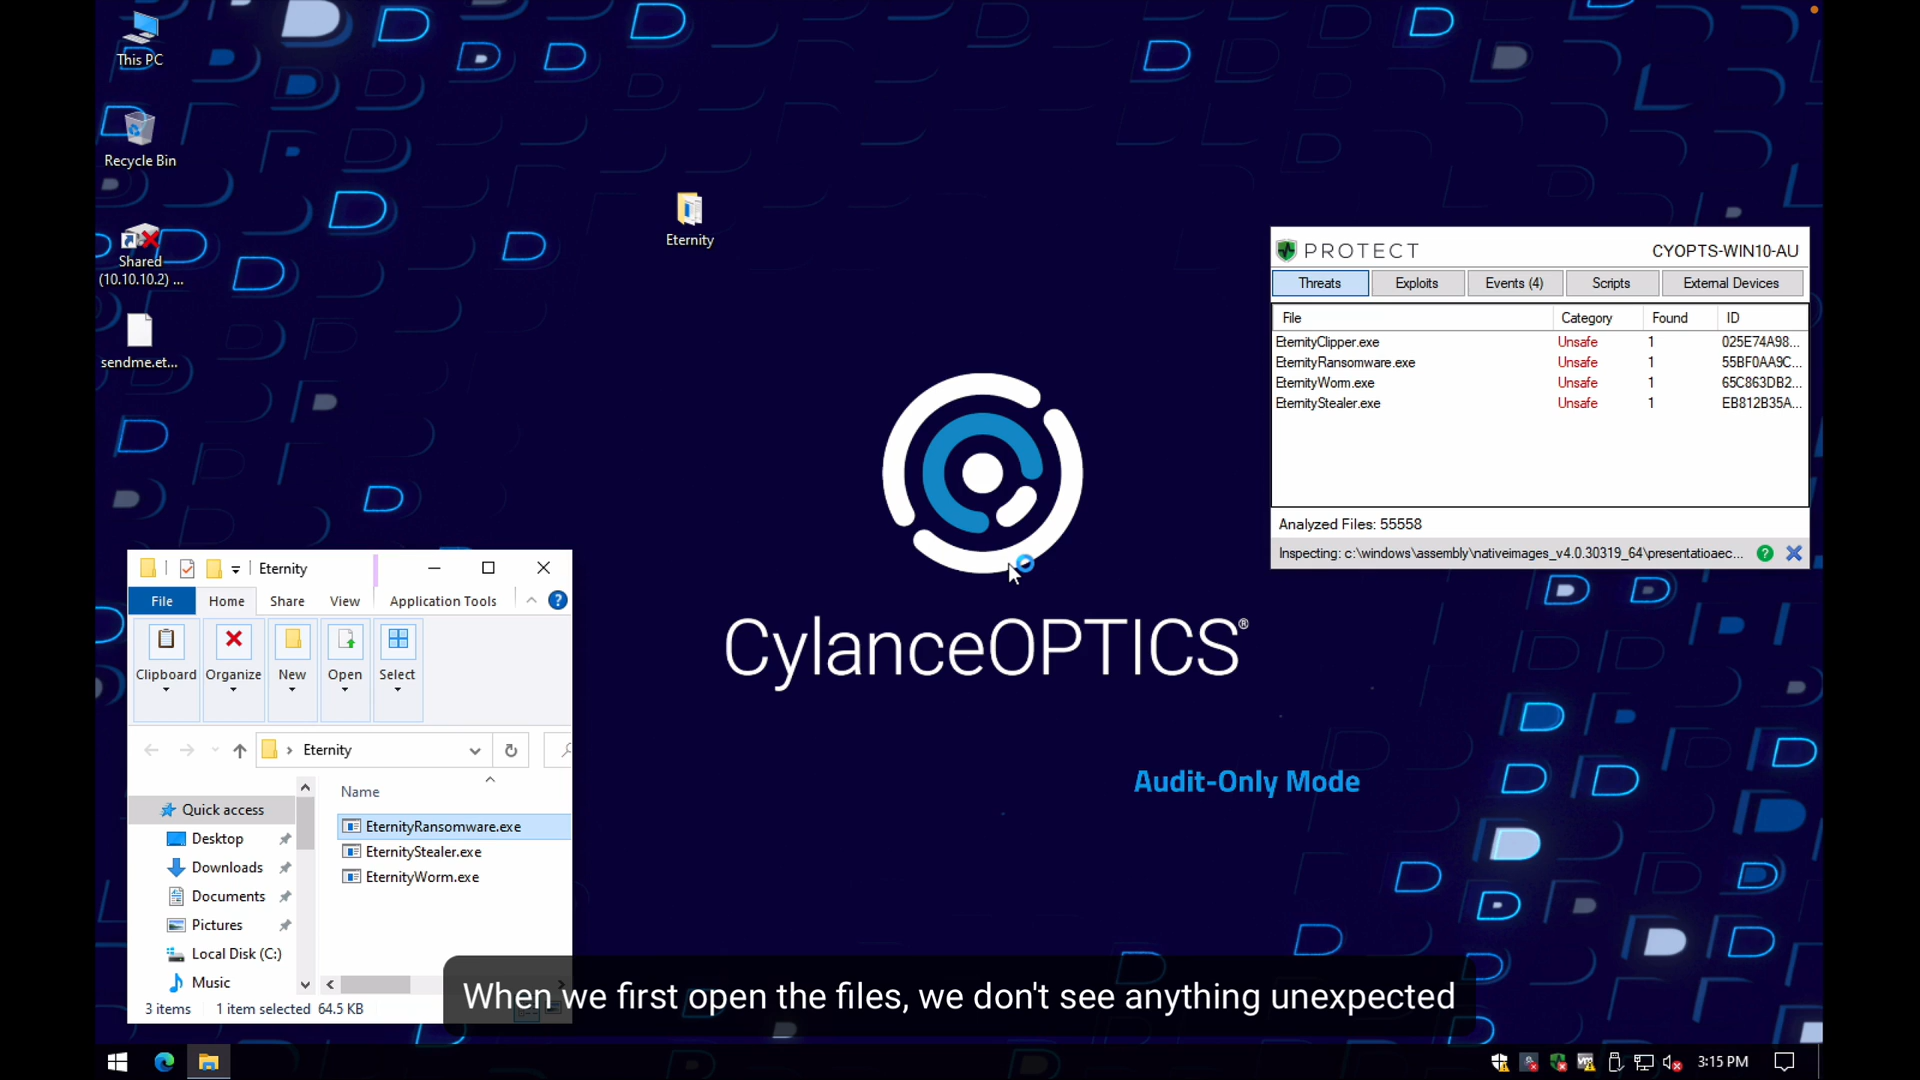 This PC
Recycle Bin
Shared
(10.10.10.2) ...
sendme.et...
Eternity
PROTECT
CYOPTS-WIN10-AU
Threats
Exploits
Events (4)
Scripts
External Devices
File
Category
Found
ID
EternityClipper.exe
Unsafe
1
025E74A98...
EternityRansomware.exe
Unsafe
1
55BF0AA9C...
EternityWorm.exe
Unsafe
1
65C863DB2...
EternityStealer.exe
Unsafe
1
EB812B35A...
Analyzed Files: 55558
Inspecting: c:\windows\assembly\nativeimages_v4.0.30319_64\presentatioaec...
CylanceOPTICS®
Audit-Only Mode
Eternity
File
Home
Share
View
Application Tools
Clipboard
Organize
New
Open
Select
Eternity
Name
Quick access
Desktop
Downloads
Documents
Pictures
Local Disk (C:)
Music
EternityRansomware.exe
EternityStealer.exe
EternityWorm.exe
3 items
1 item selected
64.5 KB
When we first open the files, we don't see anything unexpected
3:15 PM